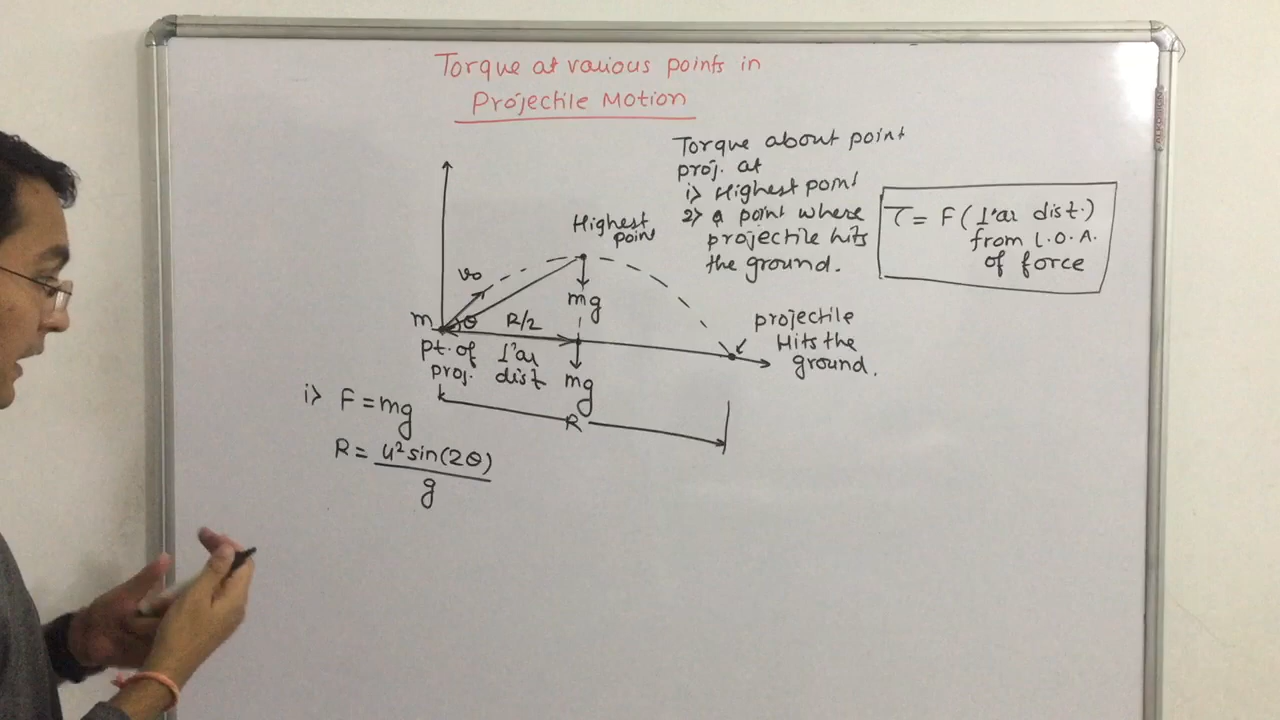 Torque at various points in
Projectile Motion
Torque about point
proj. at
i> Highest point
2> a point where
projectile hits
the ground.
τ = F (⊥'ar dist.)
from L.O.A.
of force
Highest
point
v₀
mg
m
θ
R/2
pt. of
proj.
⊥'ar
dist
mg
projectile
Hits the
ground.
R
i> F = mg
R = u² sin(2θ)
g